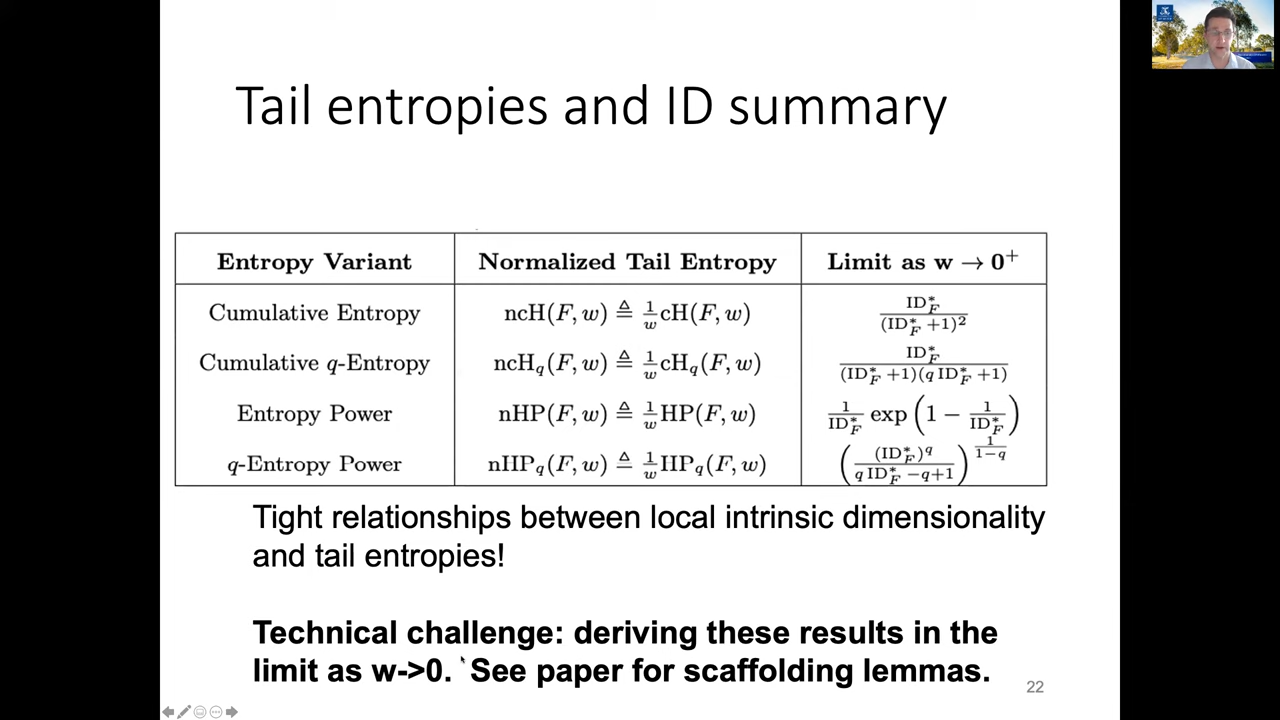 Tail entropies and ID summary
Entropy Variant Normalized Tail Entropy Limit as w → 0⁺
Cumulative Entropy ncH(F, w) ≜ 1/w cH(F, w) ID*_F / (ID*_F +1)²
Cumulative q-Entropy ncH_q(F, w) ≜ 1/w cH_q(F, w) ID*_F / (ID*_F +1)(q ID*_F +1)
Entropy Power nHP(F, w) ≜ 1/w HP(F, w) 1/ID*_F exp(1 − 1/ID*_F)
q-Entropy Power nHP_q(F, w) ≜ 1/w HP_q(F, w) ((ID*_F)^q / q ID*_F −q+1)^(1/(1−q))
Tight relationships between local intrinsic dimensionality
and tail entropies!
Technical challenge: deriving these results in the
limit as w->0. See paper for scaffolding lemmas.
22